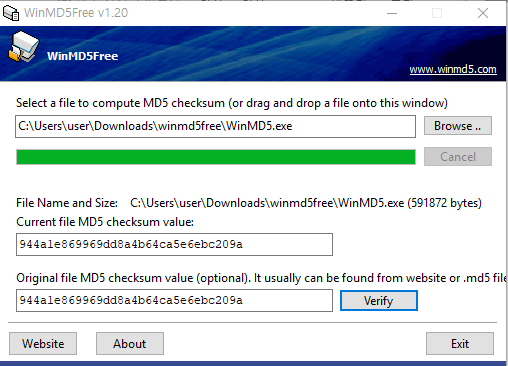 WinMD5Free v1.20
WinMD5Free
www.winmd5.com
Select a file to compute MD5 checksum (or drag and drop a file onto this window)
C:\Users\user\Downloads\winmd5free\WinMD5.exe
Browse ..
Cancel
File Name and Size: C:\Users\user\Downloads\winmd5free\WinMD5.exe (591872 bytes)
Current file MD5 checksum value:
944a1e869969dd8a4b64ca5e6ebc209a
Original file MD5 checksum value (optional). It usually can be found from website or .md5 file
944a1e869969dd8a4b64ca5e6ebc209a
Verify
Website
About
Exit